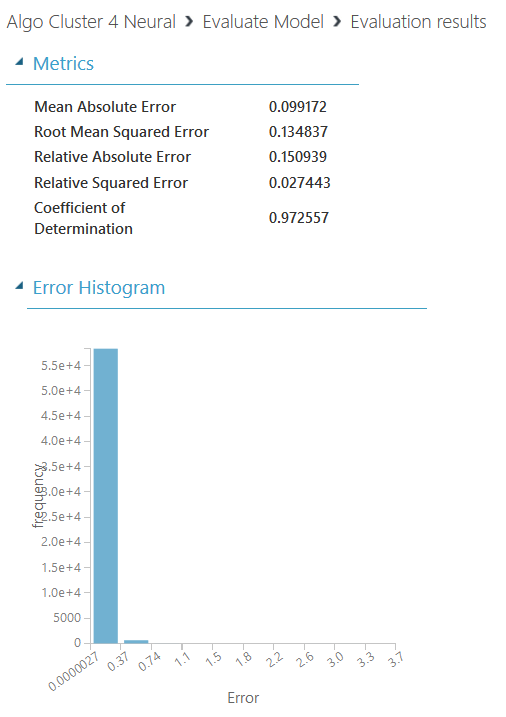 Algo Cluster 4 Neural › Evaluate Model › Evaluation results
Metrics
Mean Absolute Error 0.099172
Root Mean Squared Error 0.134837
Relative Absolute Error 0.150939
Relative Squared Error 0.027443
Coefficient of
Determination 0.972557
Error Histogram
5.5e+4
5.0e+4
4.5e+4
4.0e+4
3.5e+4
3.0e+4
2.5e+4
2.0e+4
1.5e+4
1.0e+4
5000
0
frequency
0.0000027 0.37 0.74 1.1 1.5 1.8 2.2 2.6 3.0 3.3 3.7
Error